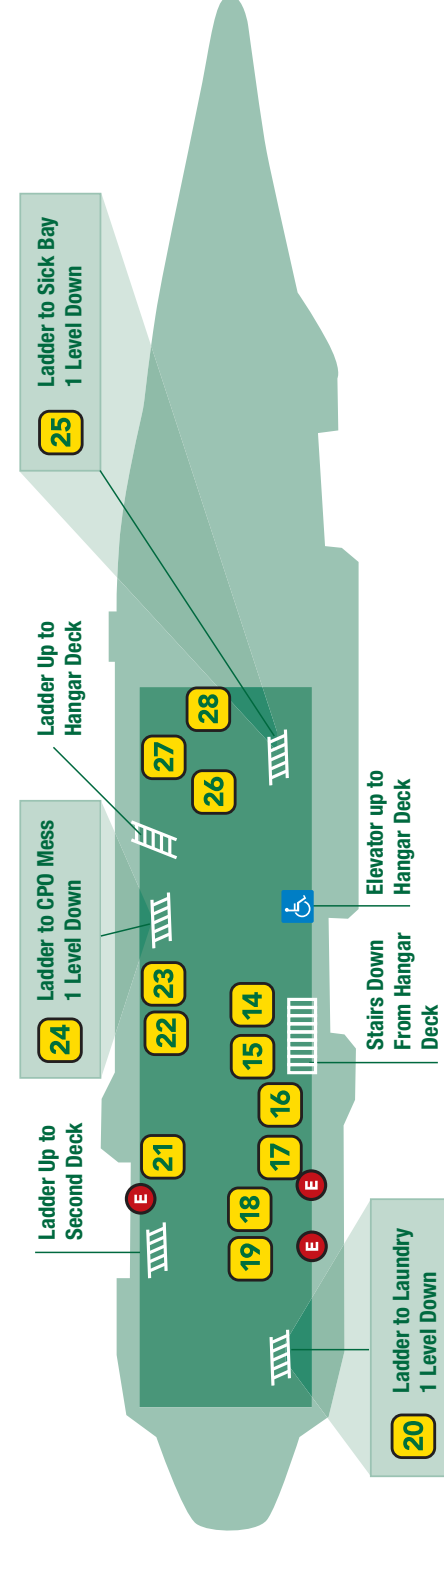 Ladder Up to
Second Deck
24
Ladder to CPO Mess
1 Level Down
Ladder Up to
Hangar Deck
25
Ladder to Sick Bay
1 Level Down
E
21
22
23
27
26
28
19
18
17
16
15
14
E
E
20
Ladder to Laundry
1 Level Down
Stairs Down
From Hangar
Deck
Elevator up to
Hangar Deck